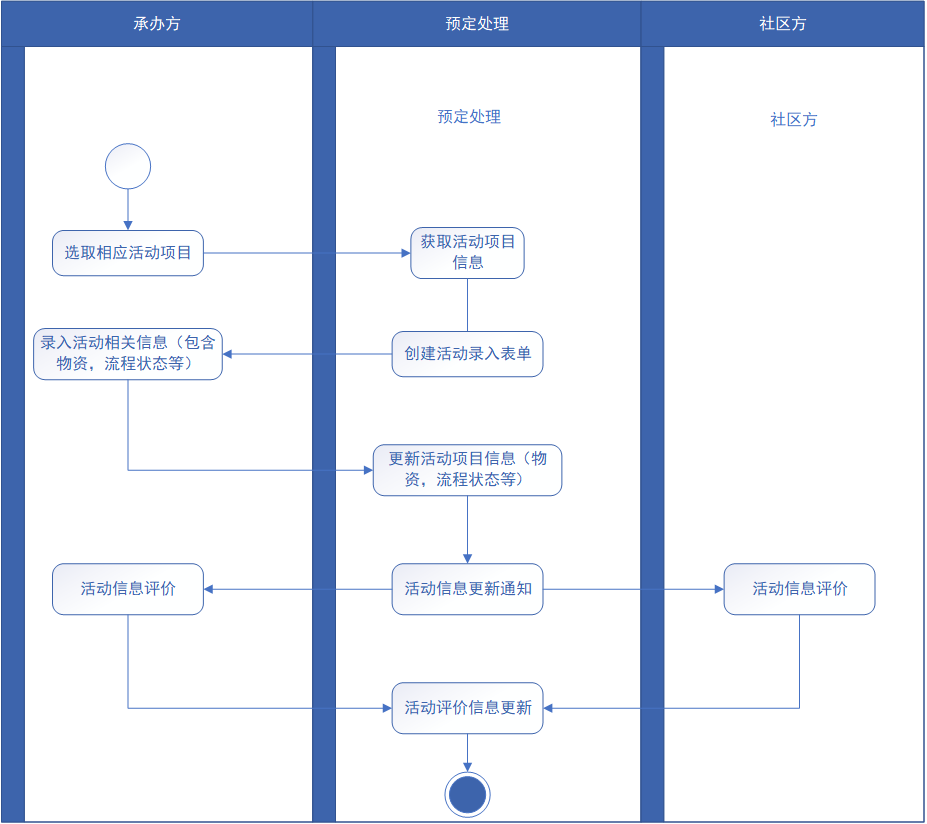 承办方
预定处理
社区方
预定处理
社区方
选取相应活动项目
获取活动项目
信息
录入活动相关信息（包含
物资，流程状态等）
创建活动录入表单
更新活动项目信息（物
资，流程状态等）
活动信息评价
活动信息更新通知
活动信息评价
活动评价信息更新